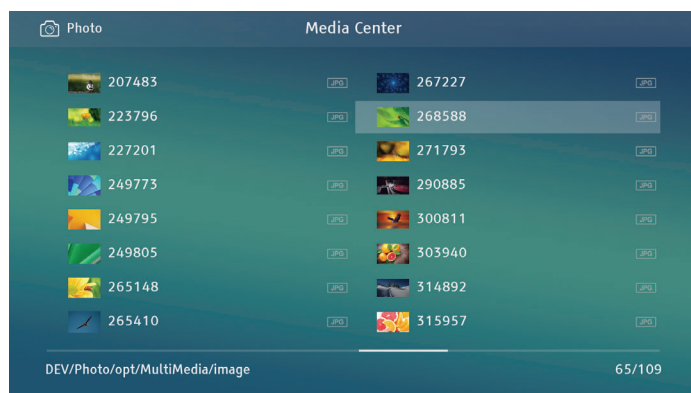 Photo
Media Center
207483 JPG
223796 JPG
227201 JPG
249773 JPG
249795 JPG
249805 JPG
265148 JPG
265410 JPG
267227 JPG
268588 JPG
271793 JPG
290885 JPG
300811 JPG
303940 JPG
314892 JPG
315957 JPG
DEV/Photo/opt/MultiMedia/image
65/109